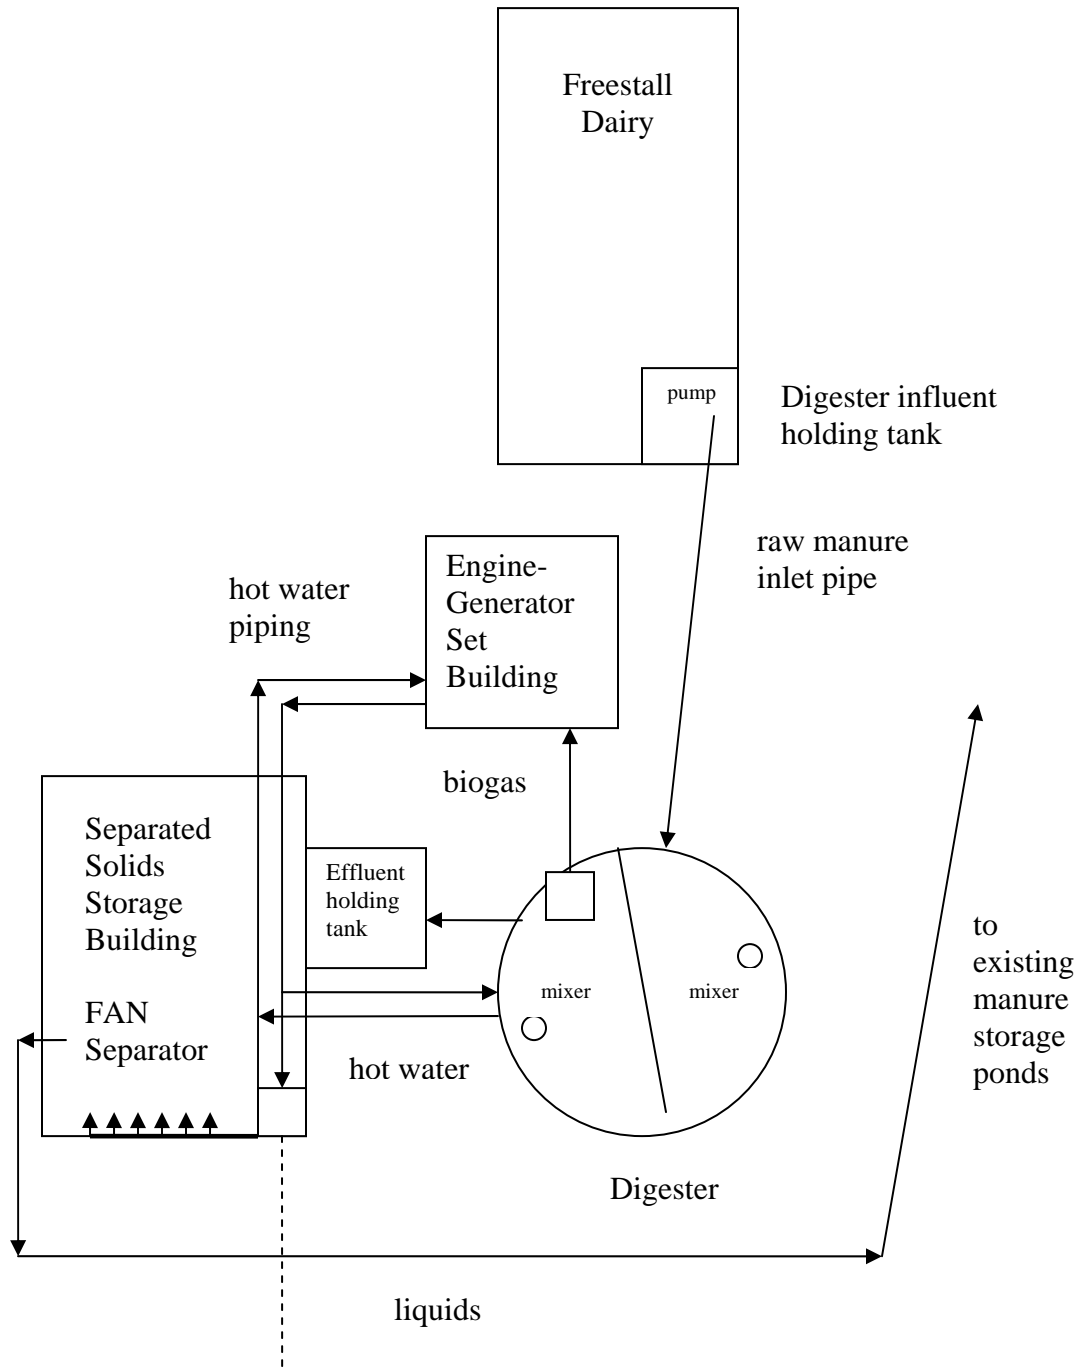 Freestall
Dairy
pump
Digester influent
holding tank
raw manure
inlet pipe
Engine-
Generator
Set
Building
hot water
piping
biogas
Separated
Solids
Storage
Building
Effluent
holding
tank
FAN
Separator
mixer
mixer
hot water
to
existing
manure
storage
ponds
Digester
liquids